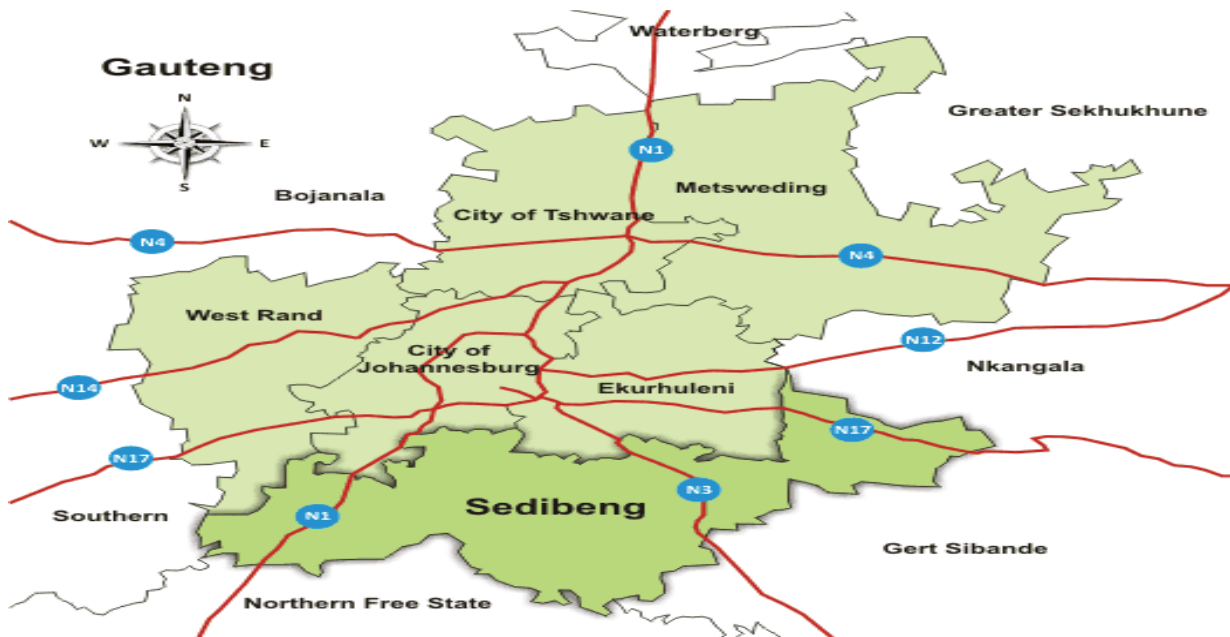 Waterberg
Gauteng
N
W
E
S
Greater Sekhukhune
N1
Bojanala
Metsweding
City of Tshwane
N4
N4
West Rand
N12
City of
Johannesburg
Nkangala
N14
Ekurhuleni
N17
N17
N3
Sedibeng
Southern
N1
Gert Sibande
Northern Free State